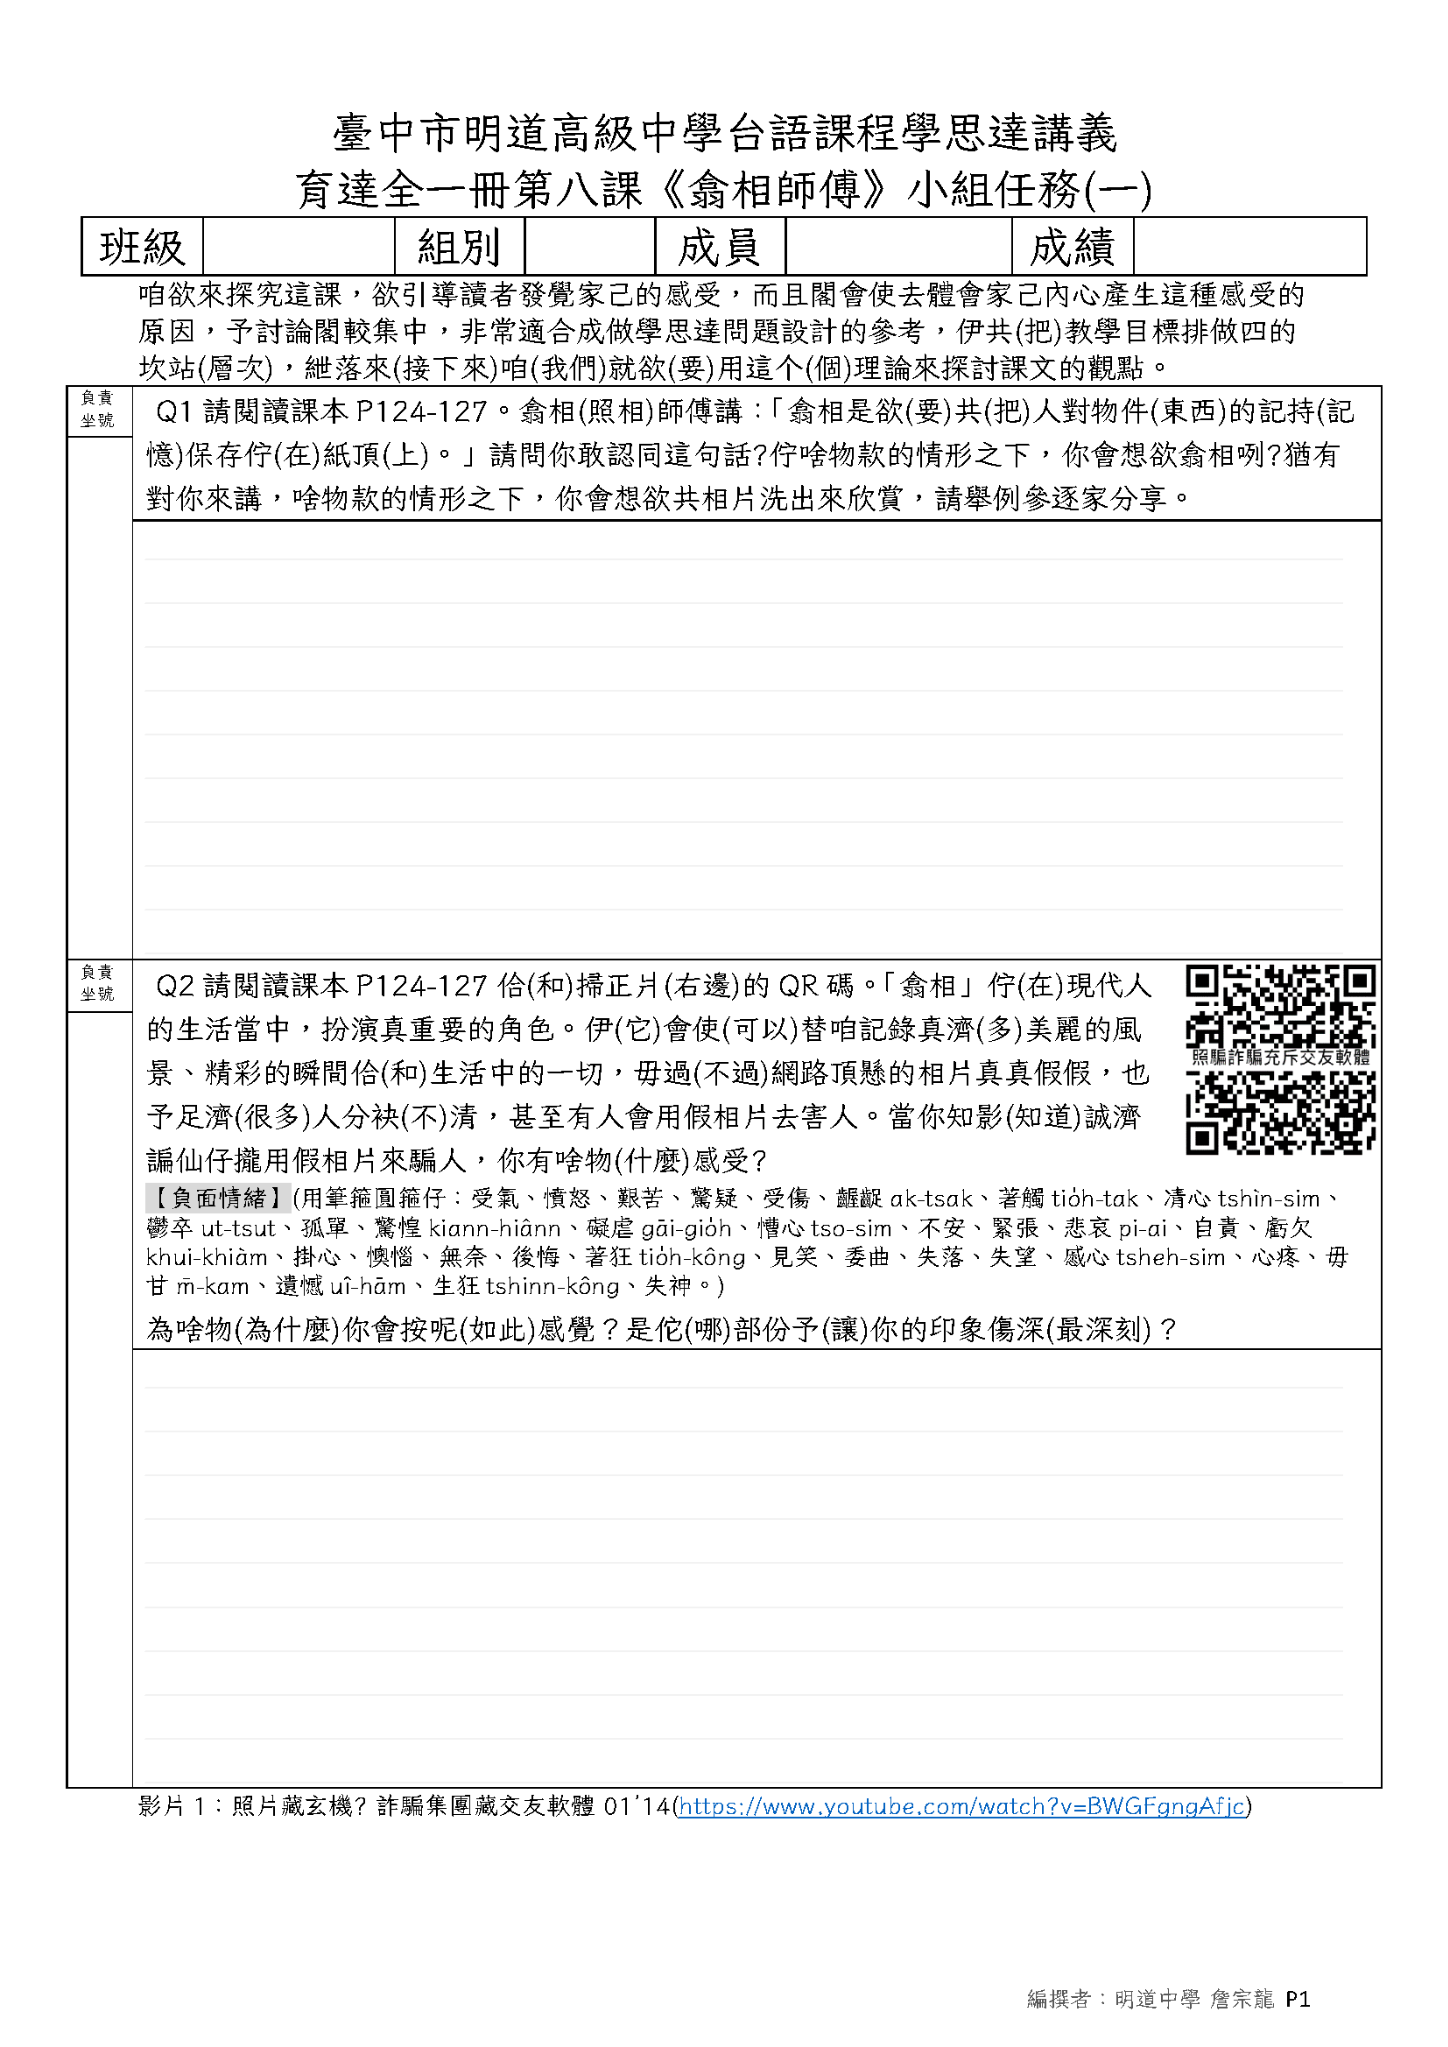 臺中市明道高級中學台語課程學思達講義
育達全一冊第八課《翕相師傅》小組任務(一)
班級 組別 成員 成績
咱欲來探究這課，欲引導讀者發覺家己的感受，而且閣會使去體會家己內心產生這種感受的
原因，予討論閣較集中，非常適合成做學思達問題設計的參考，伊共(把)教學目標排做四的
坎站(層次)，紲落來(接下來)咱(我們)就欲(要)用這个(個)理論來探討課文的觀點。
負責
坐號
Q1 請閱讀課本 P124-127。翕相(照相)師傅講：「翕相是欲(要)共(把)人對物件(東西)的記持(記
憶)保存佇(在)紙頂(上)。」請問你敢認同這句話?佇啥物款的情形之下，你會想欲翕相咧?猶有
對你來講，啥物款的情形之下，你會想欲共相片洗出來欣賞，請舉例參逐家分享。
負責
坐號
Q2 請閱讀課本 P124-127 佮(和)掃正爿(右邊)的 QR 碼。「翕相」佇(在)現代人
的生活當中，扮演真重要的角色。伊(它)會使(可以)替咱記錄真濟(多)美麗的風
景、精彩的瞬間佮(和)生活中的一切，毋過(不過)網路頂懸的相片真真假假，也
予足濟(很多)人分袂(不)清，甚至有人會用假相片去害人。當你知影(知道)誠濟
諞仙仔攏用假相片來騙人，你有啥物(什麼)感受?
照騙詐騙充斥交友軟體
【負面情緒】(用筆箍圓箍仔：受氣、憤怒、艱苦、驚疑、受傷、齷齪 ak-tsak、著觸 tio̍h-tak、凊心 tshìn-sim、
鬱卒 ut-tsut、孤單、驚惶 kiann-hiânn、礙虐 gāi-gio̍h、慒心 tso-sim、不安、緊張、悲哀 pi-ai、自責、虧欠
khui-khiàm、掛心、懊惱、無奈、後悔、著狂 tio̍h-kông、見笑、委曲、失落、失望、慼心 tsheh-sim、心疼、毋
甘 m̄-kam、遺憾 uî-hām、生狂 tshinn-kông、失神。)
為啥物(為什麼)你會按呢(如此)感覺？是佗(哪)部份予(讓)你的印象傷深(最深刻)？
影片 1：照片藏玄機? 詐騙集團藏交友軟體 01'14(https://www.youtube.com/watch?v=BWGFgngAfjc)
編撰者：明道中學 詹宗龍 P1